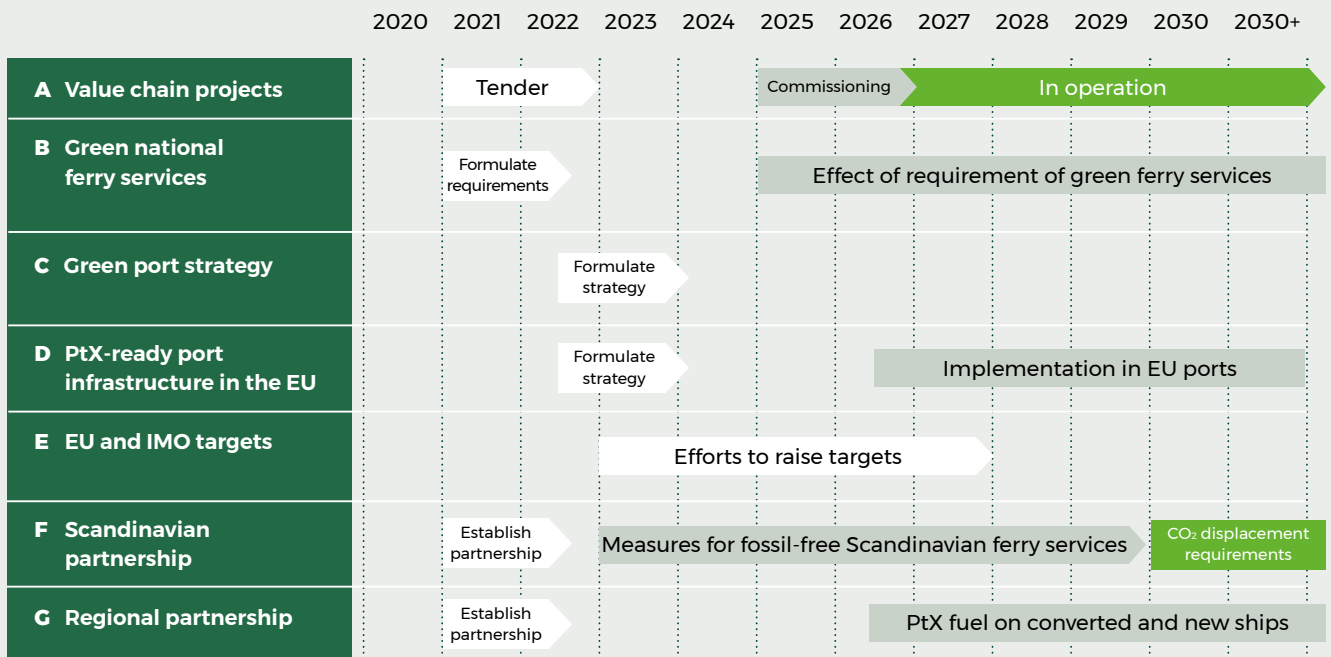 2020 2021 2022 2023 2024 2025 2026 2027 2028 2029 2030 2030+
A Value chain projects
Tender
Commissioning
In operation
B Green national
ferry services
Formulate
requirements
Effect of requirement of green ferry services
C Green port strategy
Formulate
strategy
D PtX-ready port
infrastructure in the EU
Formulate
strategy
Implementation in EU ports
E EU and IMO targets
Efforts to raise targets
F Scandinavian
partnership
Establish
partnership
Measures for fossil-free Scandinavian ferry services
CO₂ displacement
requirements
G Regional partnership
Establish
partnership
PtX fuel on converted and new ships